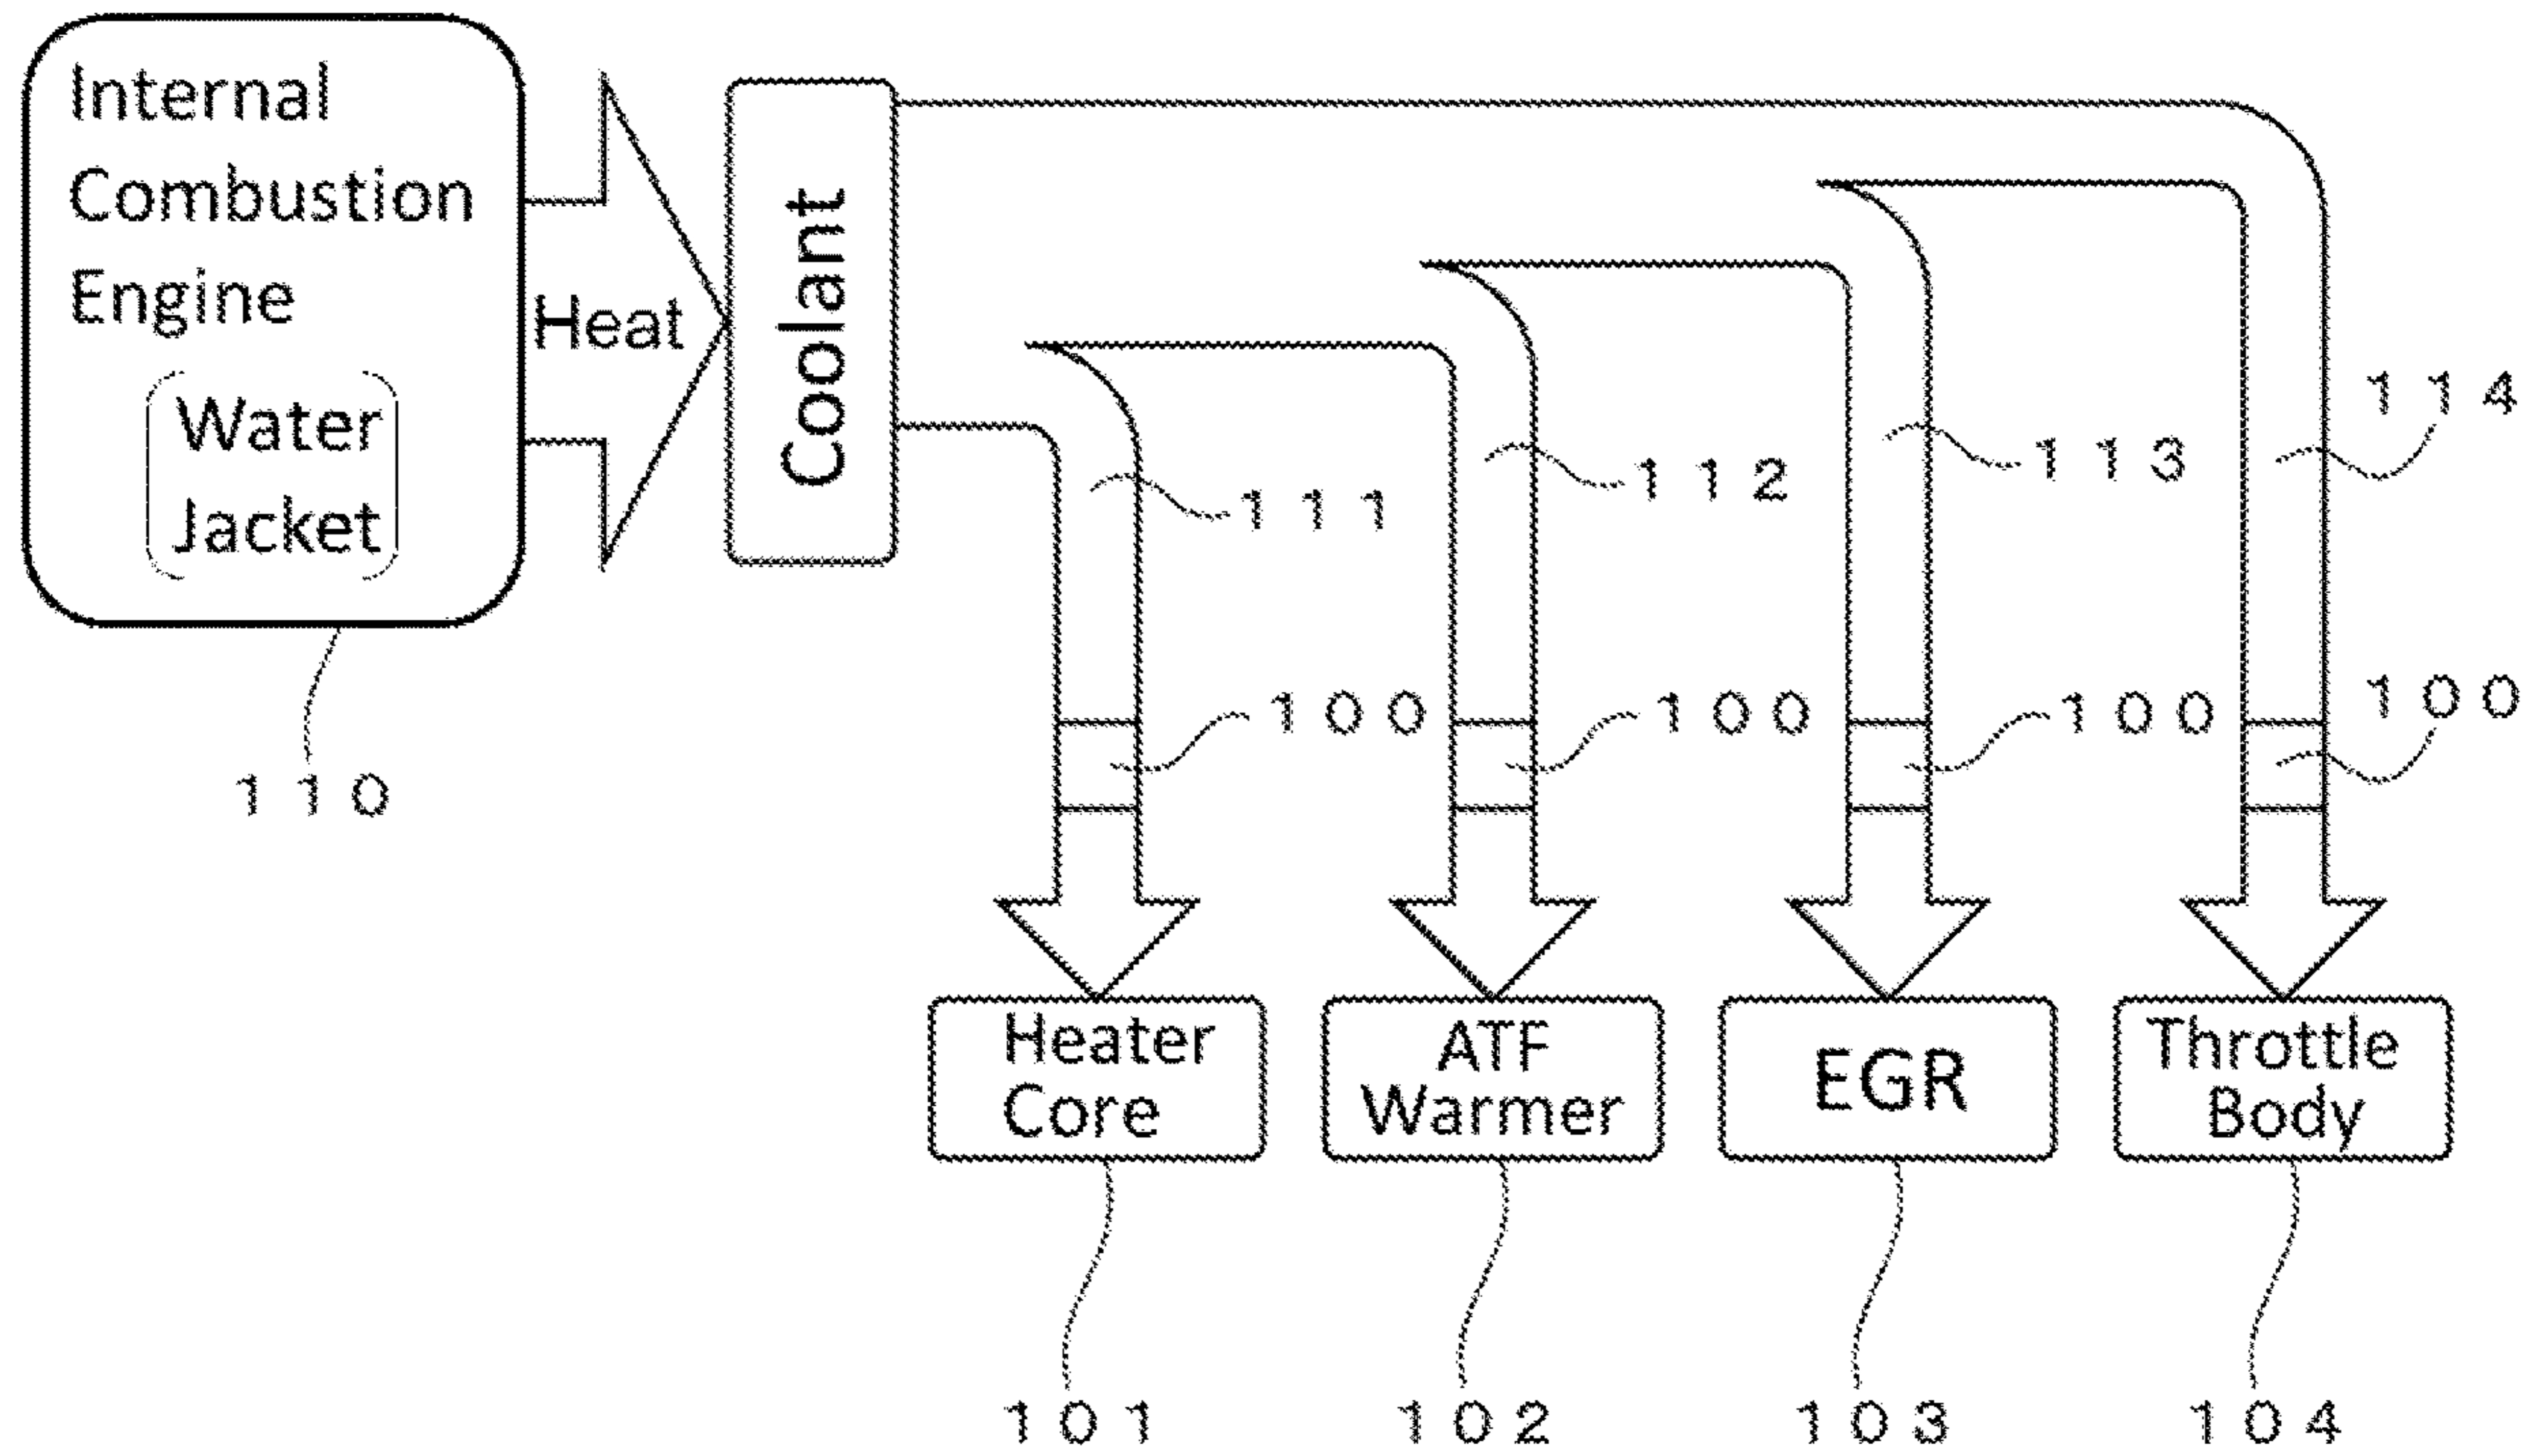 Internal
Combustion
Engine
Water
Jacket
Heat
Coolant
110
111
112
113
114
100
100
100
100
Heater
Core
ATF
Warmer
EGR
Throttle
Body
101
102
103
104